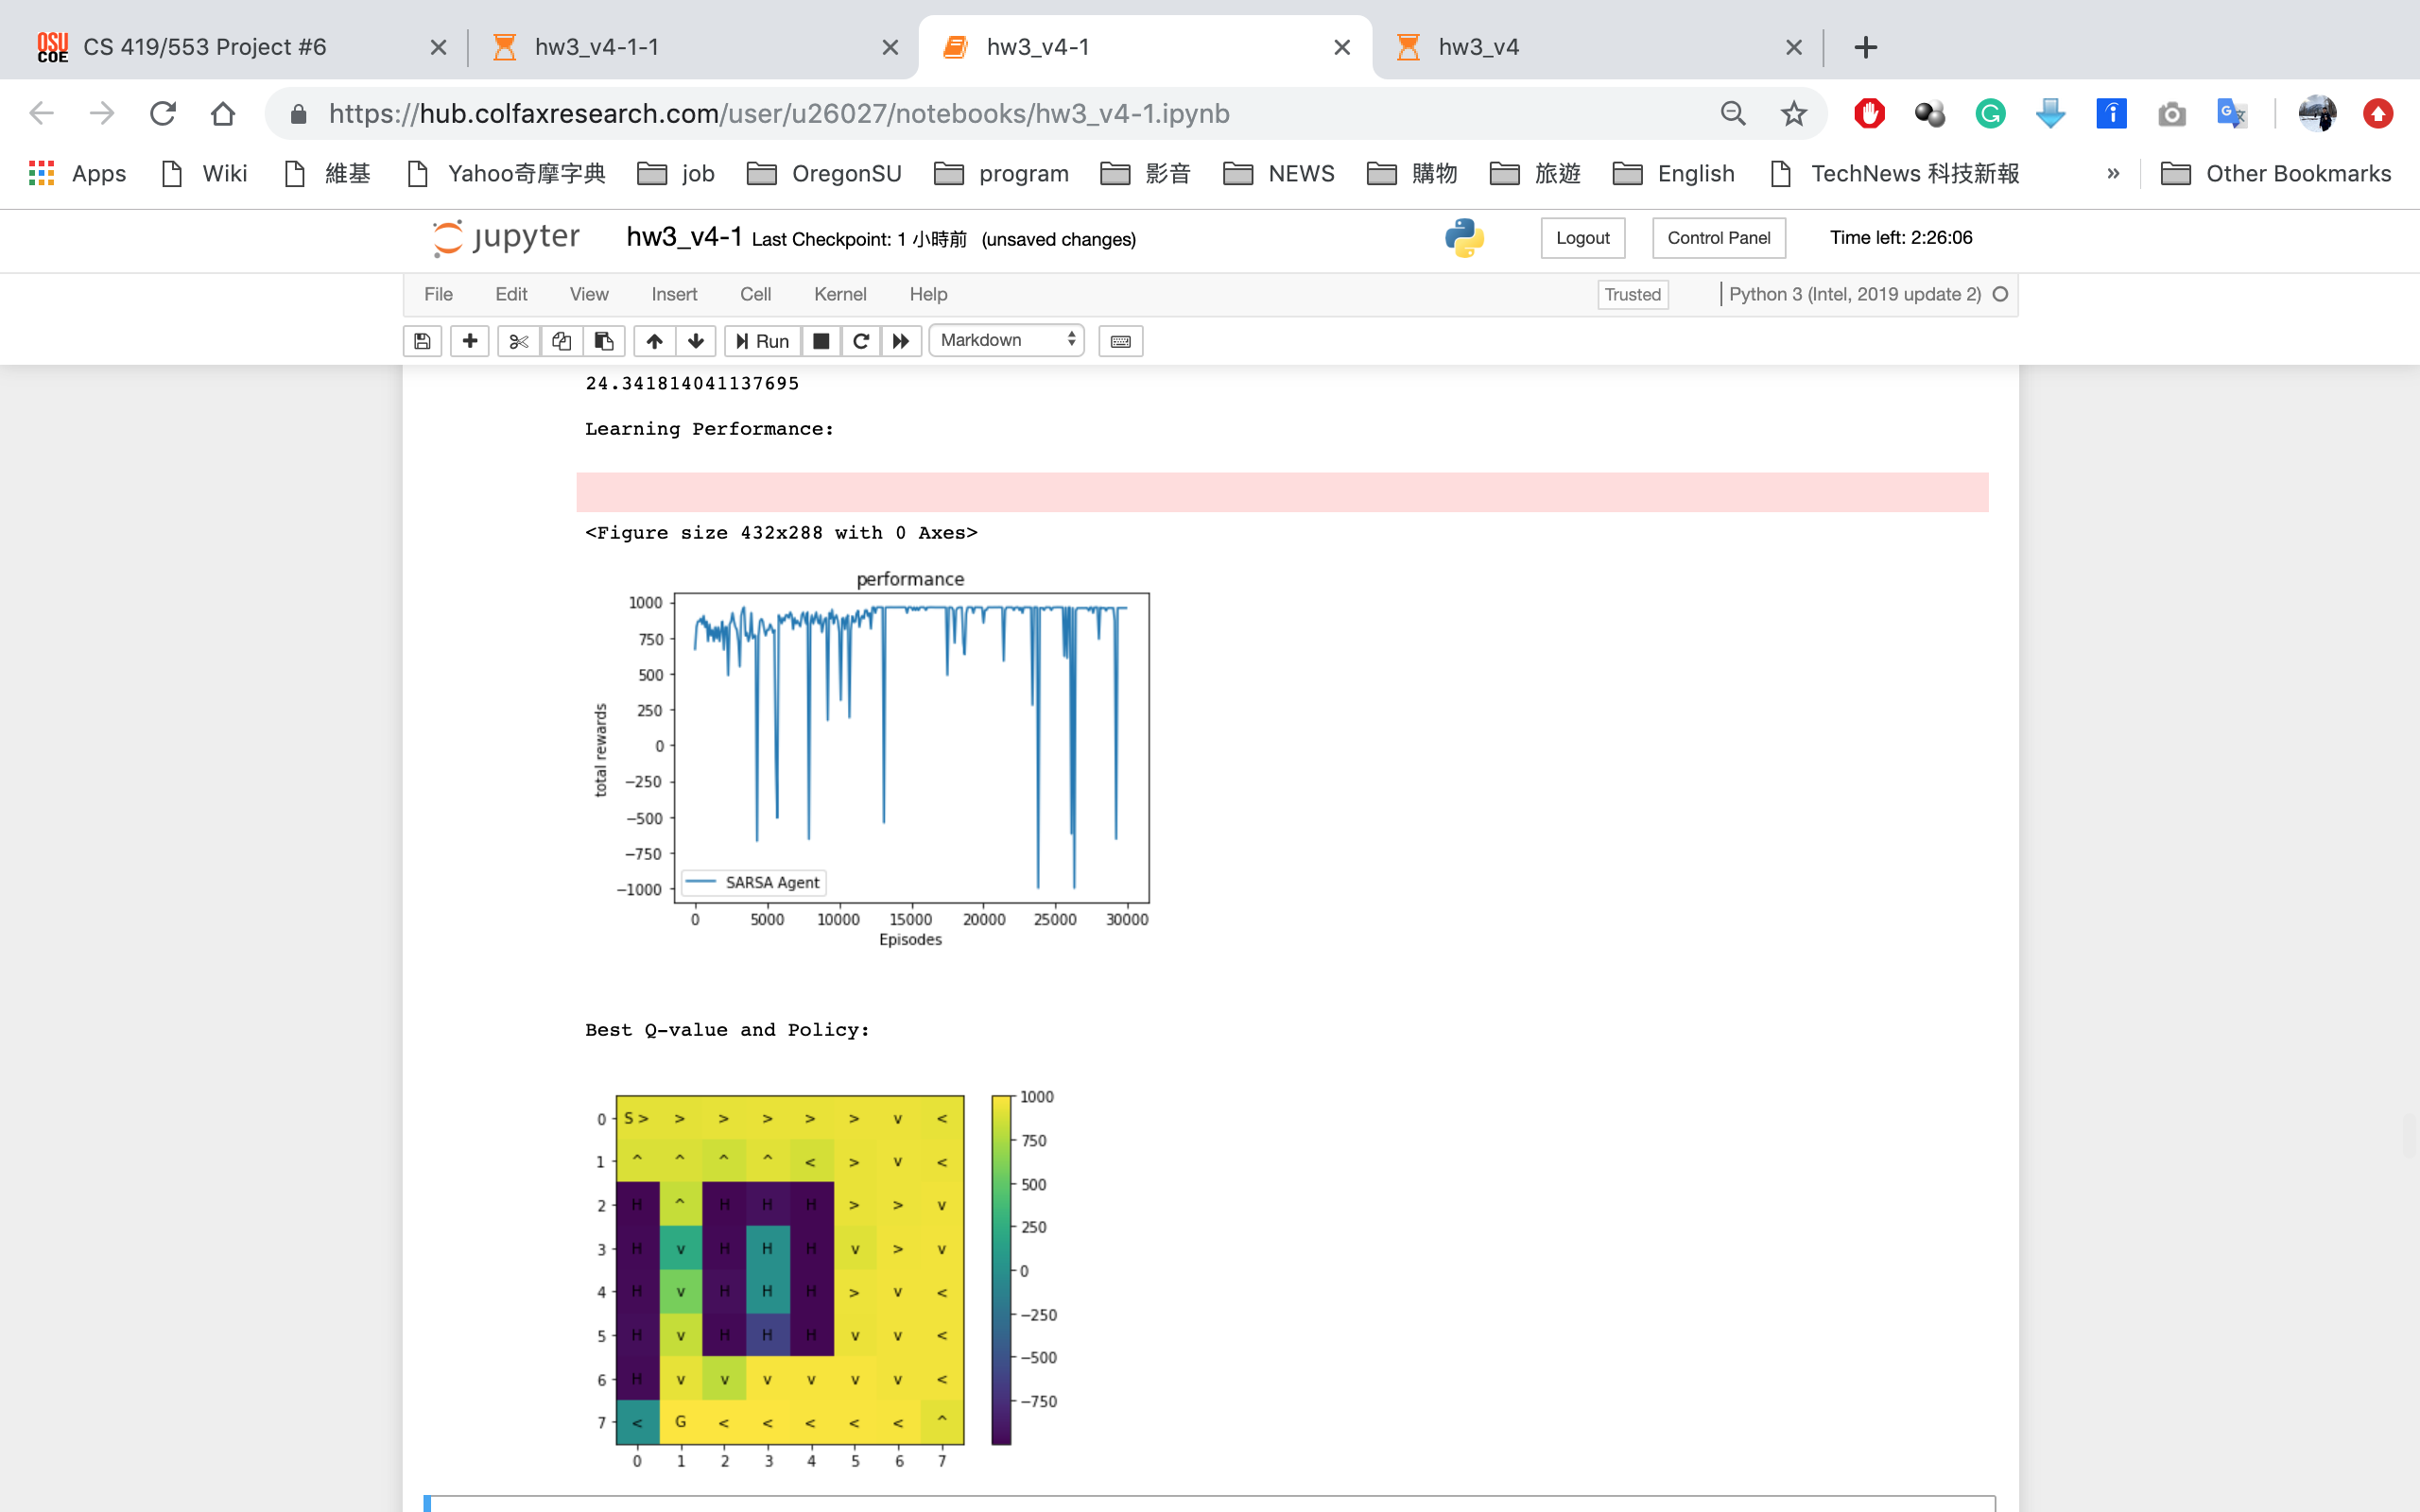 OSU COE CS 419/553 Project #6 hw3_v4-1-1 hw3_v4-1 hw3_v4
https://hub.colfaxresearch.com/user/u26027/notebooks/hw3_v4-1.ipynb
Apps Wiki 維基 Yahoo奇摩字典 job OregonSU program 影音 NEWS 購物 旅遊 English TechNews 科技新報 » Other Bookmarks
jupyter hw3_v4-1 Last Checkpoint: 1 小時前 (unsaved changes) Logout Control Panel Time left: 2:26:06
File Edit View Insert Cell Kernel Help Trusted Python 3 (Intel, 2019 update 2)
Run Markdown
24.341814041137695
Learning Performance:
<Figure size 432x288 with 0 Axes>
performance
1000
750
500
250
0
−250
−500
−750
−1000
total rewards
SARSA Agent
0 5000 10000 15000 20000 25000 30000
Episodes
Best Q-value and Policy:
0 S > > > > > > v <
1 ^ ^ ^ ^ < > v <
2 H ^ H H H > > v
3 H v H H H v > v
4 H v H H H > v <
5 H v H H H v v <
6 H v v v v v v <
7 < G < < < < < ^
0 1 2 3 4 5 6 7
1000
750
500
250
0
−250
−500
−750